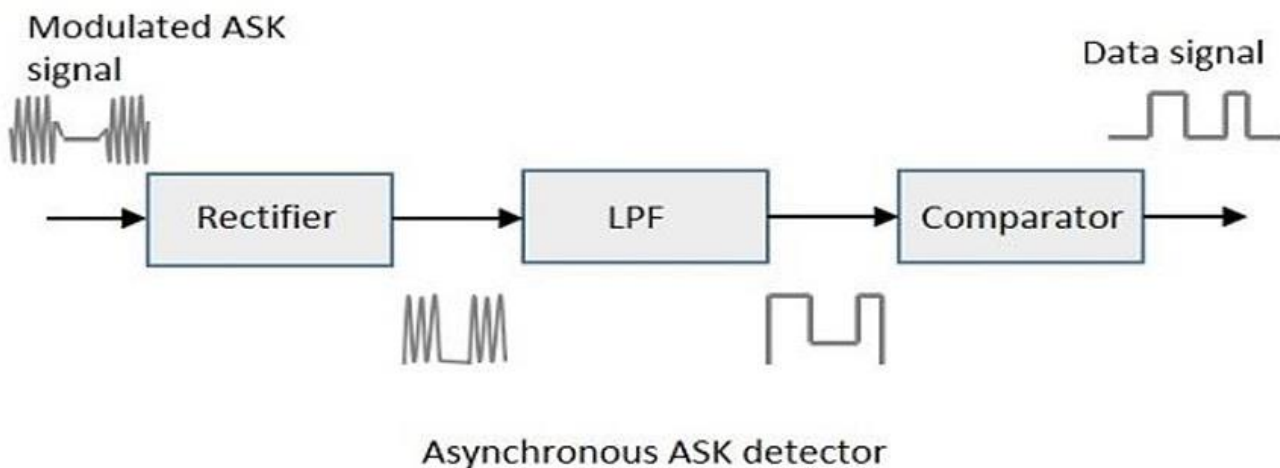 Modulated ASK
signal
Data signal
Rectifier
LPF
Comparator
Asynchronous ASK detector